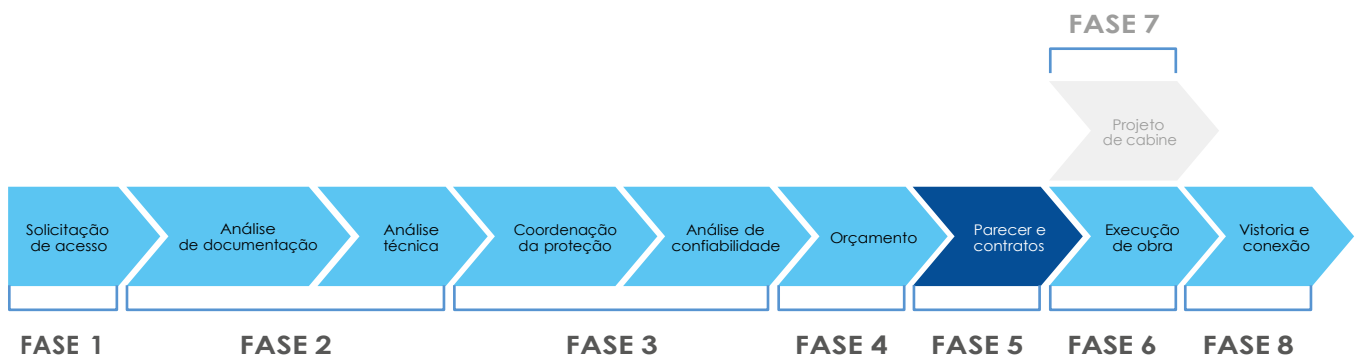 FASE 7
Projeto
de cabine
Solicitação
de acesso
Análise
de documentação
Análise
técnica
Coordenação
da proteção
Análise de
confiabilidade
Orçamento
Parecer e
contratos
Execução
de obra
Vistoria e
conexão
FASE 1
FASE 2
FASE 3
FASE 4
FASE 5
FASE 6
FASE 8